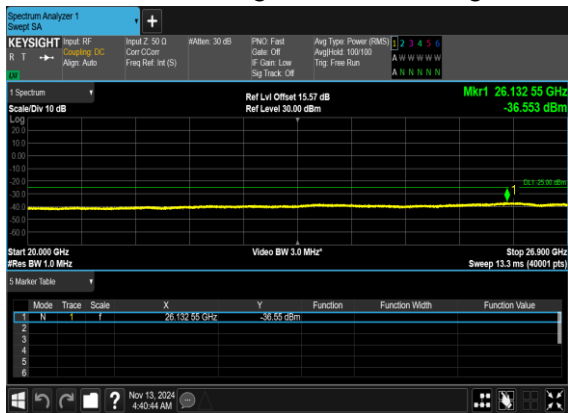 Spectrum Analyzer 1
Swept SA
+
KEYSIGHT Input: RF Input Z: 50 Ω #Atten: 30 dB PNO: Fast Avg Type: Power (RMS) 1 2 3 4 5 6
R T Coupling: DC Corr CCorr Gate: Off Avg|Hold: 100/100 A W W W W W
Align: Auto Freq Ref: Int (S) IF Gain: Low Trig: Free Run
Sig Track: Off A N N N N N
1 Spectrum
Scale/Div 10 dB
Ref Lvl Offset 15.57 dB
Ref Level 30.00 dBm
Mkr1 26.132 55 GHz
-36.553 dBm
Log
20.0
10.0
0.00
-10.0
-20.0
DL1 -25.00 dBm
1
-30.0
-40.0
-50.0
-60.0
Start 20.000 GHz Video BW 3.0 MHz* Stop 26.900 GHz
#Res BW 1.0 MHz Sweep 13.3 ms (40001 pts)
5 Marker Table
Mode Trace Scale X Y Function Function Width Function Value
1 N 1 f 26.132 55 GHz -36.55 dBm
2
3
4
5
6
? Nov 13, 2024
4:40:44 AM